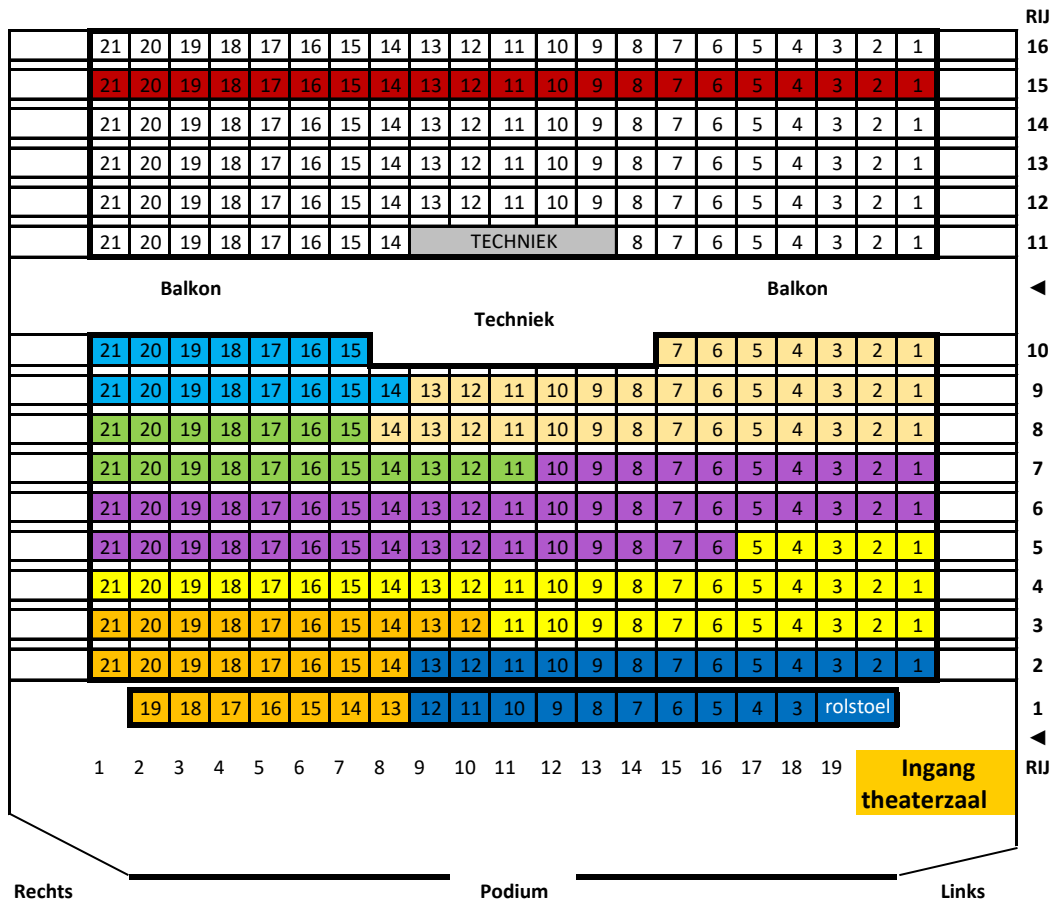 RIJ
21 20 19 18 17 16 15 14 13 12 11 10 9 8 7 6 5 4 3 2 1 16
21 20 19 18 17 16 15 14 13 12 11 10 9 8 7 6 5 4 3 2 1 15
21 20 19 18 17 16 15 14 13 12 11 10 9 8 7 6 5 4 3 2 1 14
21 20 19 18 17 16 15 14 13 12 11 10 9 8 7 6 5 4 3 2 1 13
21 20 19 18 17 16 15 14 13 12 11 10 9 8 7 6 5 4 3 2 1 12
21 20 19 18 17 16 15 14 TECHNIEK 8 7 6 5 4 3 2 1 11
Balkon Balkon ◄
Techniek
21 20 19 18 17 16 15 7 6 5 4 3 2 1 10
21 20 19 18 17 16 15 14 13 12 11 10 9 8 7 6 5 4 3 2 1 9
21 20 19 18 17 16 15 14 13 12 11 10 9 8 7 6 5 4 3 2 1 8
21 20 19 18 17 16 15 14 13 12 11 10 9 8 7 6 5 4 3 2 1 7
21 20 19 18 17 16 15 14 13 12 11 10 9 8 7 6 5 4 3 2 1 6
21 20 19 18 17 16 15 14 13 12 11 10 9 8 7 6 5 4 3 2 1 5
21 20 19 18 17 16 15 14 13 12 11 10 9 8 7 6 5 4 3 2 1 4
21 20 19 18 17 16 15 14 13 12 11 10 9 8 7 6 5 4 3 2 1 3
21 20 19 18 17 16 15 14 13 12 11 10 9 8 7 6 5 4 3 2 1 2
19 18 17 16 15 14 13 12 11 10 9 8 7 6 5 4 3 rolstoel 1
◄
1 2 3 4 5 6 7 8 9 10 11 12 13 14 15 16 17 18 19 Ingang RIJ
theaterzaal
Rechts Podium Links